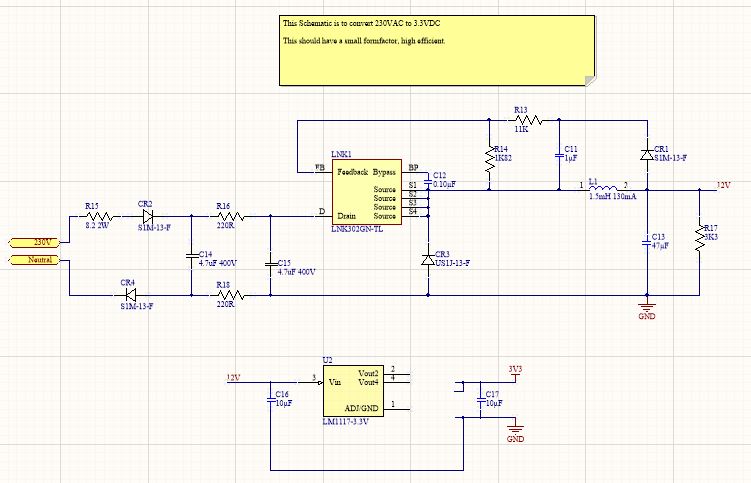 This Schematic is to convert 230VAC to 3.3VDC
This should have a small formfactor, high efficient.
R13
11K
LNK1
FB
Feedback Bypass
BP
R14
1K82
C11
1µF
CR1
S1M-13-F
C12
0.10µF
Source
S1
Source
S2
Source
S3
Source
S4
D
Drain
LNK302GN-TL
1
L1
2
1.5mH 130mA
12V
R15
8.2 2W
CR2
S1M-13-F
R16
220R
230V
Neutral
C14
4.7uF 400V
C15
4.7uF 400V
CR3
US1J-13-F
C13
47µF
R17
3K3
CR4
S1M-13-F
R18
220R
GND
U2
12V
3
Vin
Vout2
2
Vout4
4
ADJ/GND
1
LM1117-3.3V
C16
10µF
3V3
C17
10µF
GND